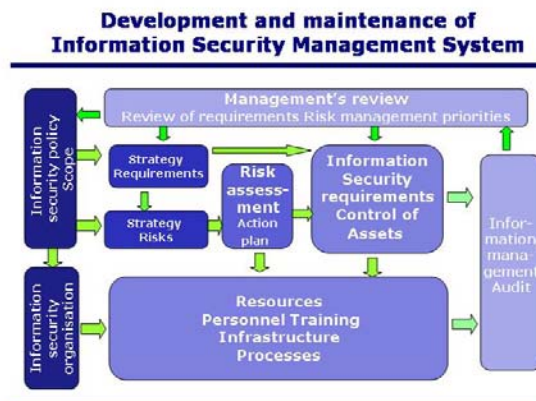 Development and maintenance of
Information Security Management System
Management's review
Review of requirements Risk management priorities
Information
security policy
Scope
Strategy
Requirements
Strategy
Risks
Risk
assess-
ment
Action
plan
Information
Security
requirements
Control of
Assets
Infor-
mation
mana-
gement
Audit
Information
security
organisation
Resources
Personnel Training
Infrastructure
Processes